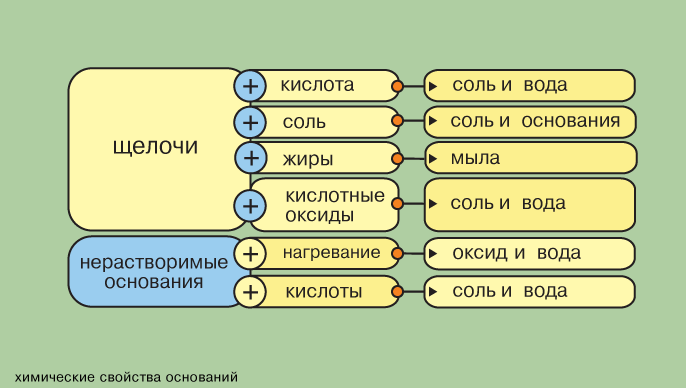 щелочи
+ кислота соль и вода
+ соль соль и основания
+ жиры мыла
+ кислотные
оксиды соль и вода
нерастворимые
основания
+ нагревание оксид и вода
+ кислоты соль и вода
химические свойства оснований